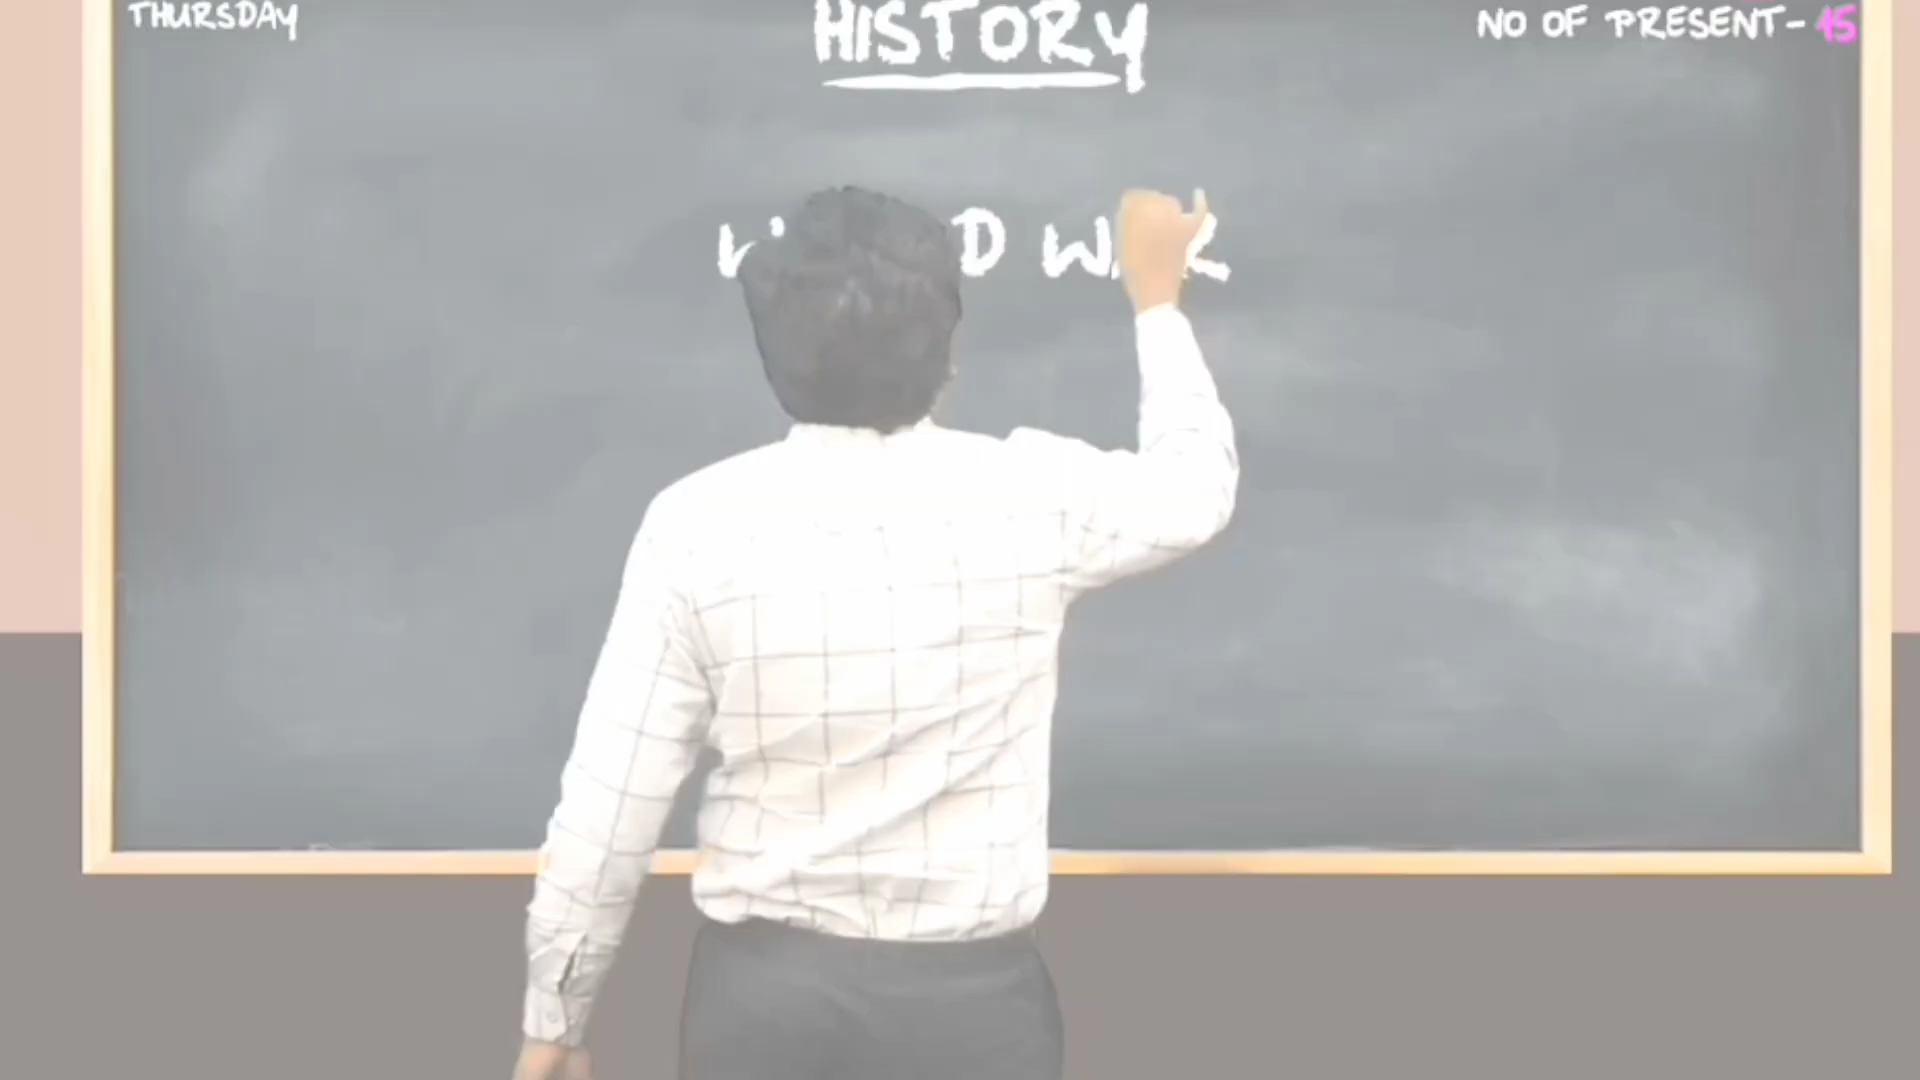 THURSDAY
HISTORY
NO OF PRESENT- 45
D